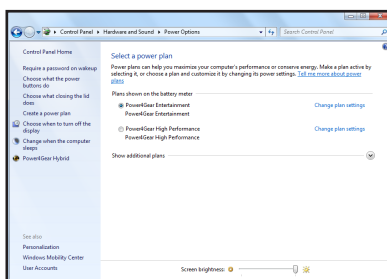 Control Panel ▸ Hardware and Sound ▸ Power Options
Search Control Panel
Control Panel Home
Require a password on wakeup
Choose what the power
buttons do
Choose what closing the lid
does
Create a power plan
Choose when to turn off the
display
Change when the computer
sleeps
Power4Gear Hybrid
See also
Personalization
Windows Mobility Center
User Accounts
Select a power plan
Power plans can help you maximize your computer's performance or conserve energy. Make a plan active by
selecting it, or choose a plan and customize it by changing its power settings. Tell me more about power
plans
Plans shown on the battery meter
Power4Gear Entertainment Change plan settings
Power4Gear Entertainment
Power4Gear High Performance Change plan settings
Power4Gear High Performance
Show additional plans
Screen brightness: